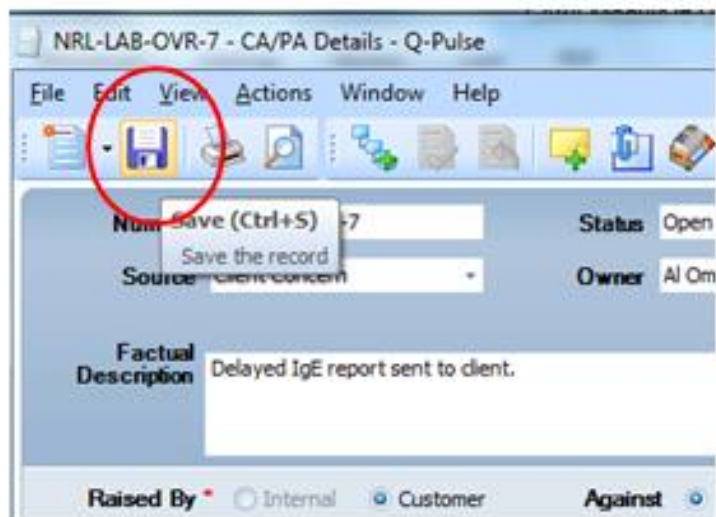 NRL-LAB-OVR-7 - CA/PA Details - Q-Pulse
File Edit View Actions Window Help
Save (Ctrl+S) -7 Status Open
Save the record
Source Client Concern Owner Al Om
Factual
Description Delayed IgE report sent to client.
Raised By * Internal Customer Against